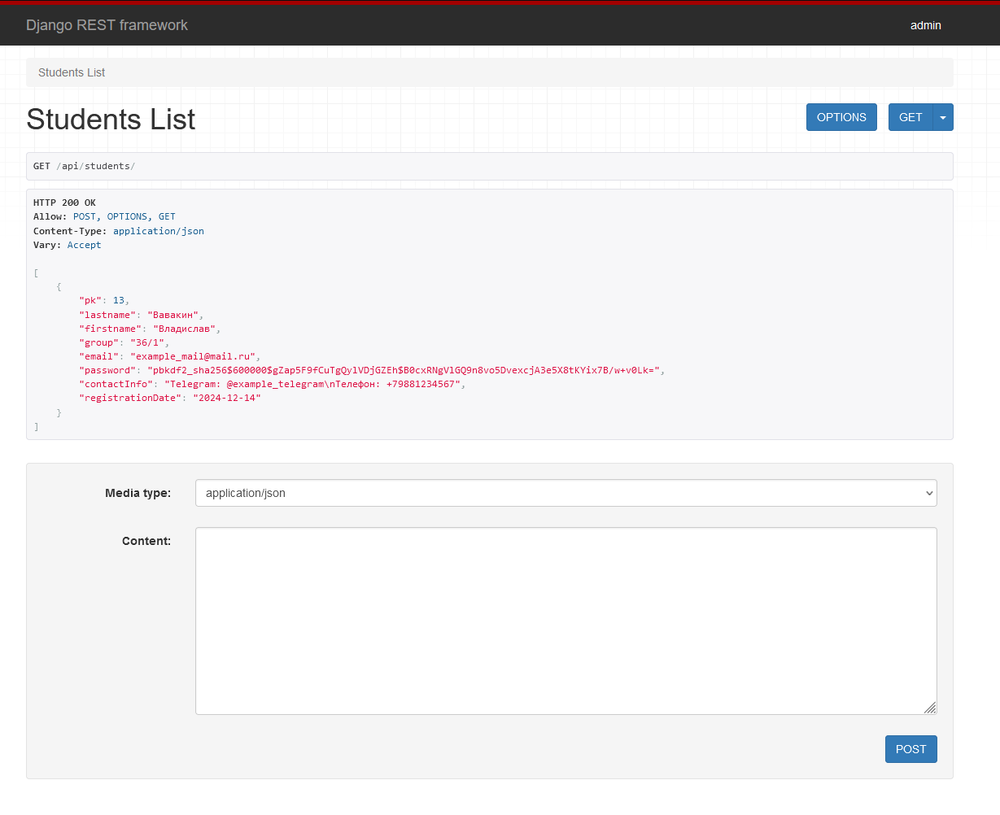 Django REST framework
admin
Students List
Students List
OPTIONS
GET
GET /api/students/
HTTP 200 OK
Allow: POST, OPTIONS, GET
Content-Type: application/json
Vary: Accept
[
    {
        "pk": 13,
        "lastname": "Вавакин",
        "firstname": "Владислав",
        "group": "36/1",
        "email": "example_mail@mail.ru",
        "password": "pbkdf2_sha256$600000$gZap5F9fCuTgQylVDjGZEh$B0cxRNgVlGQ9n8vo5DvexcjA3e5X8tKYix7B/w+v0Lk=",
        "contactInfo": "Telegram: @example_telegram\nТелефон: +79881234567",
        "registrationDate": "2024-12-14"
    }
]
Media type:
application/json
Content:
POST